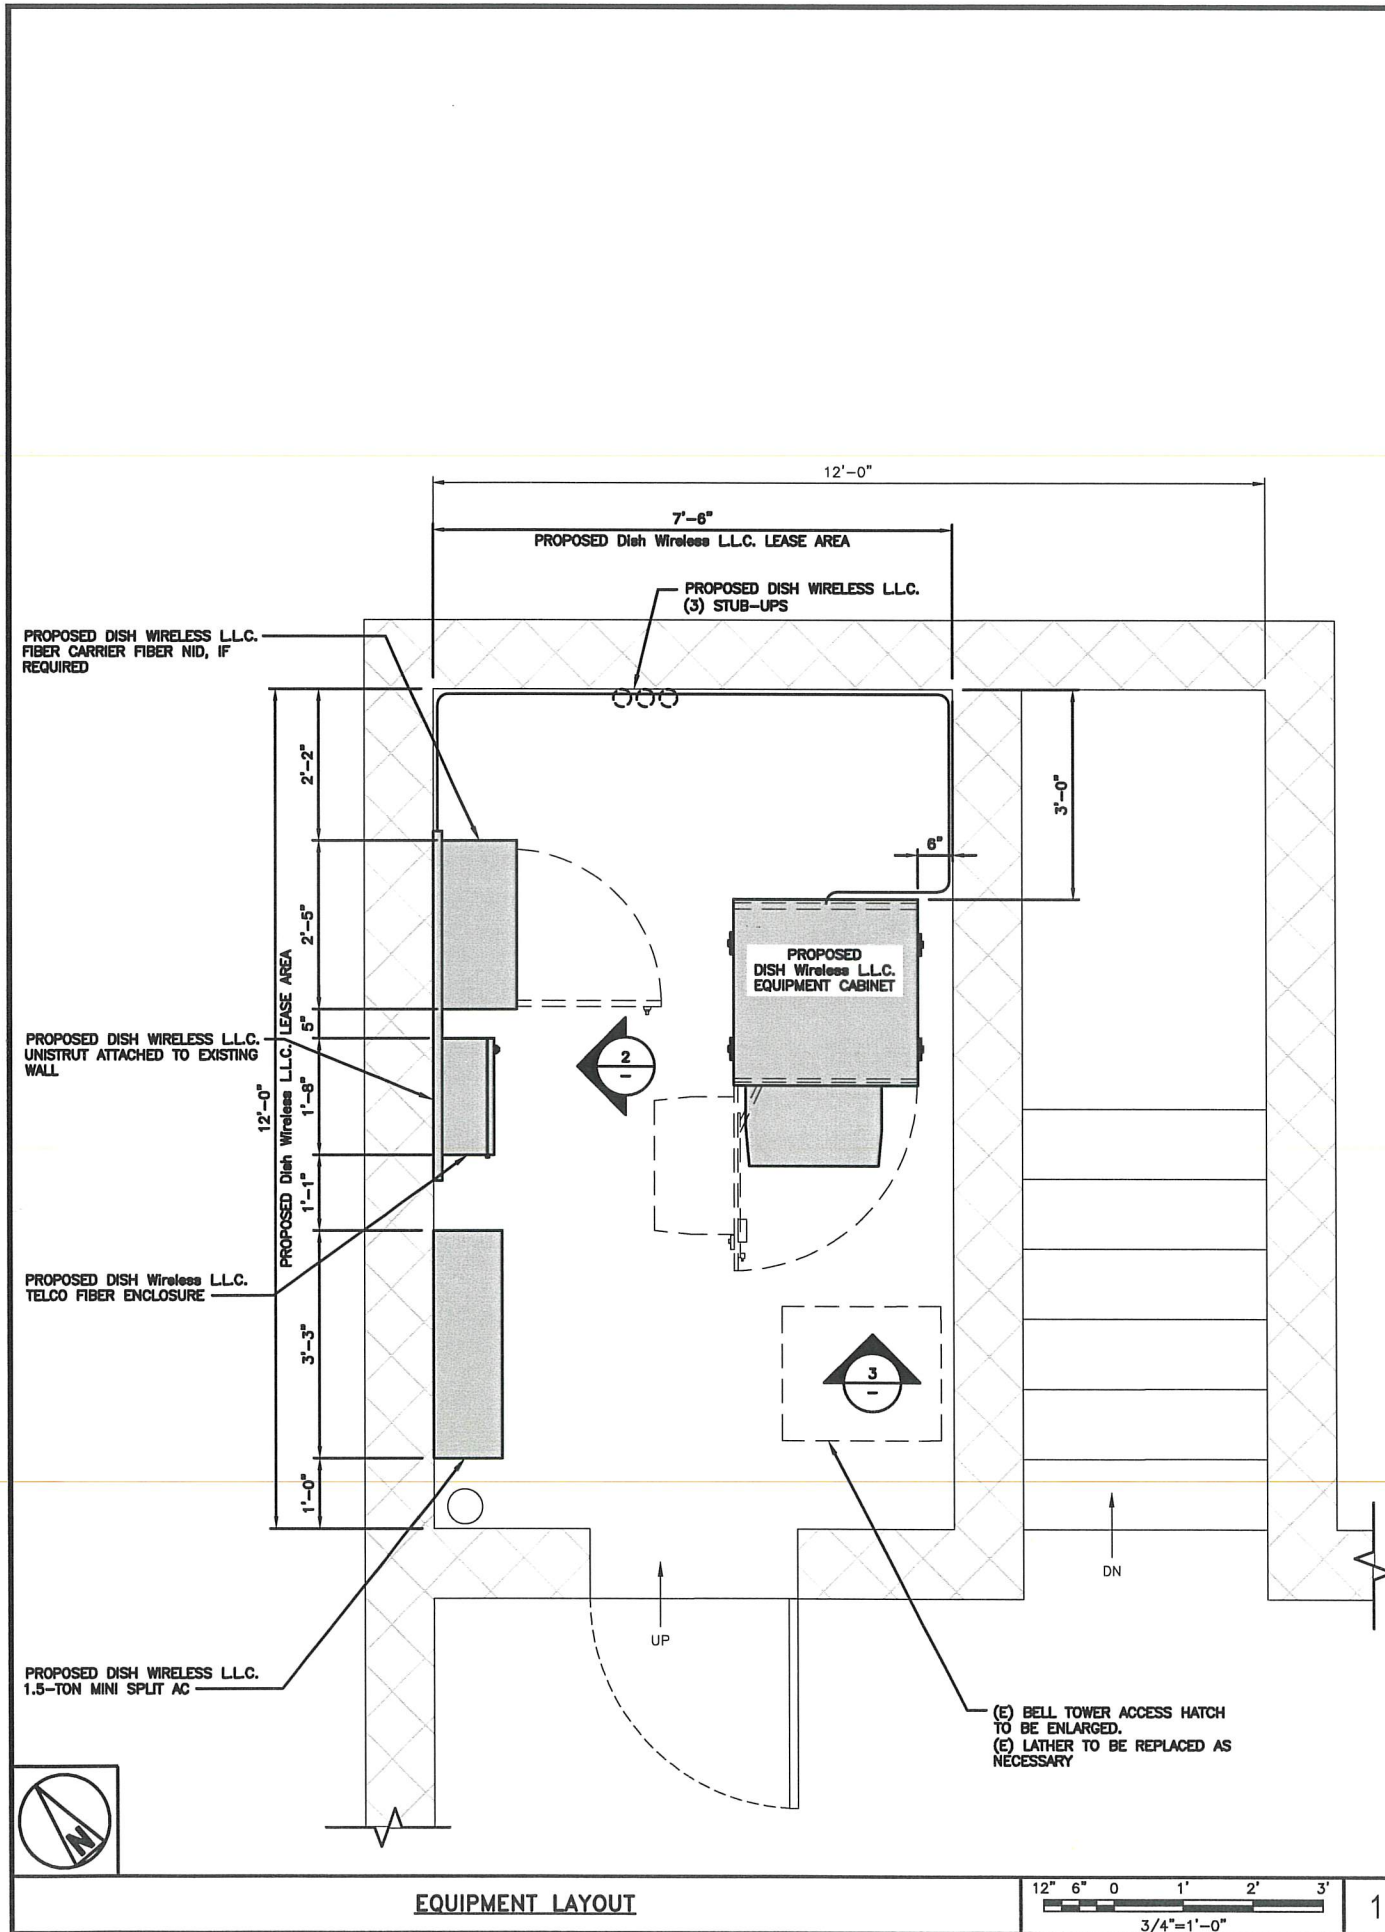 12'-0"
7'-6"
PROPOSED Dish Wireless L.L.C. LEASE AREA
PROPOSED DISH WIRELESS L.L.C.
(3) STUB-UPS
PROPOSED DISH WIRELESS L.L.C.
FIBER CARRIER FIBER NID, IF
REQUIRED
2'-2"
3'-0"
6"
2'-5"
PROPOSED
DISH Wireless L.L.C.
EQUIPMENT CABINET
5"
PROPOSED DISH WIRELESS L.L.C.
UNISTRUT ATTACHED TO EXISTING
WALL
2
-
1'-8"
12'-0"
PROPOSED Dish Wireless L.L.C. LEASE AREA
1'-1"
PROPOSED DISH Wireless L.L.C.
TELCO FIBER ENCLOSURE
3'-3"
3
-
1'-0"
DN
UP
PROPOSED DISH WIRELESS L.L.C.
1.5-TON MINI SPLIT AC
(E) BELL TOWER ACCESS HATCH
TO BE ENLARGED.
(E) LATHER TO BE REPLACED AS
NECESSARY
N
EQUIPMENT LAYOUT
12" 6" 0 1' 2' 3'
3/4"=1'-0"
1